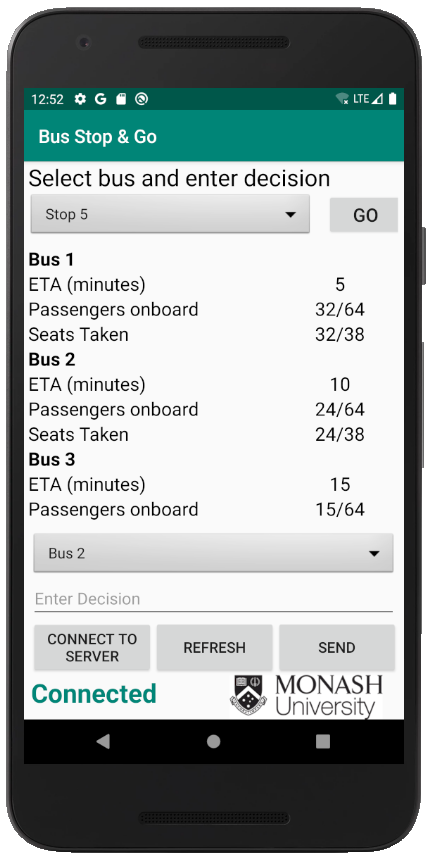 12:52 LTE
Bus Stop & Go
Select bus and enter decision
Stop 5 GO
Bus 1
ETA (minutes) 5
Passengers onboard 32/64
Seats Taken 32/38
Bus 2
ETA (minutes) 10
Passengers onboard 24/64
Seats Taken 24/38
Bus 3
ETA (minutes) 15
Passengers onboard 15/64
Bus 2
Enter Decision
CONNECT TO
SERVER
REFRESH
SEND
Connected
MONASH
University